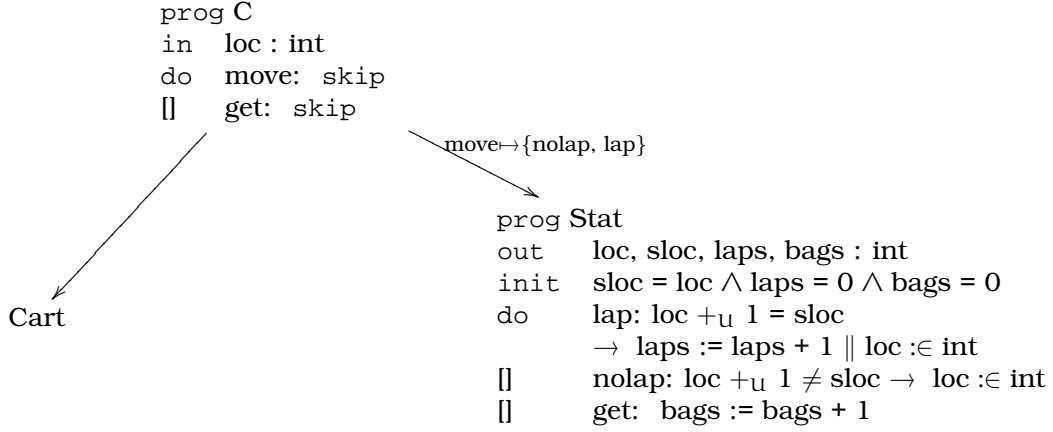 prog C
in loc : int
do move: skip
[] get: skip
move↦{nolap, lap}
prog Stat
out loc, sloc, laps, bags : int
init sloc = loc ∧ laps = 0 ∧ bags = 0
Cart
do lap: loc +U 1 = sloc
→ laps := laps + 1 ∥ loc :∈ int
[] nolap: loc +U 1 ≠ sloc → loc :∈ int
[] get: bags := bags + 1